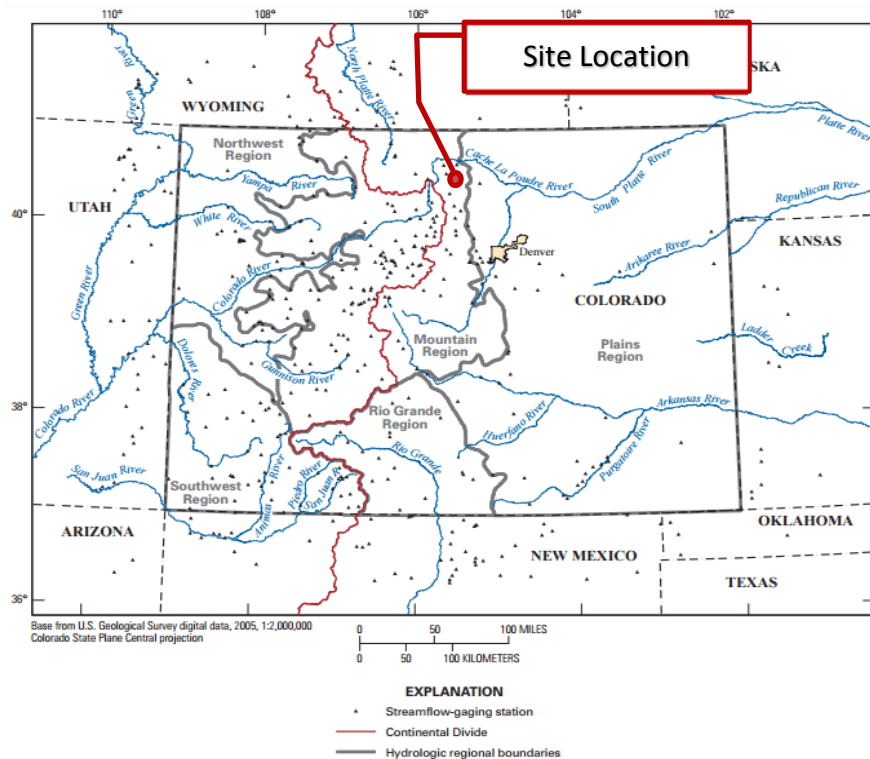 110°
108°
106°
104°
102°
Site Location
SKA
Green
River
North Platte River
WYOMING
Platte River
Northwest
Region
Cache La Poudre River
South Platte River
Yampa River
Republican River
UTAH
40°
White River
KANSAS
Denver
Arikaree River
Colorado River
Green River
COLORADO
Mountain
Region
Plains
Region
Ladder
Creek
Dolores River
Gunnison River
38°
Colorado River
Rio Grande
Region
Arkansas River
Huerfano River
Rio Grande
Purgatoire River
San Juan River
Southwest
Region
Animas River
Piedro River
San Juan R
ARIZONA
OKLAHOMA
NEW MEXICO
TEXAS
36°
Base from U.S. Geological Survey digital data, 2005, 1:2,000,000
Colorado State Plane Central projection
0 50 100 MILES
0 50 100 KILOMETERS
EXPLANATION
Streamflow-gaging station
Continental Divide
Hydrologic regional boundaries